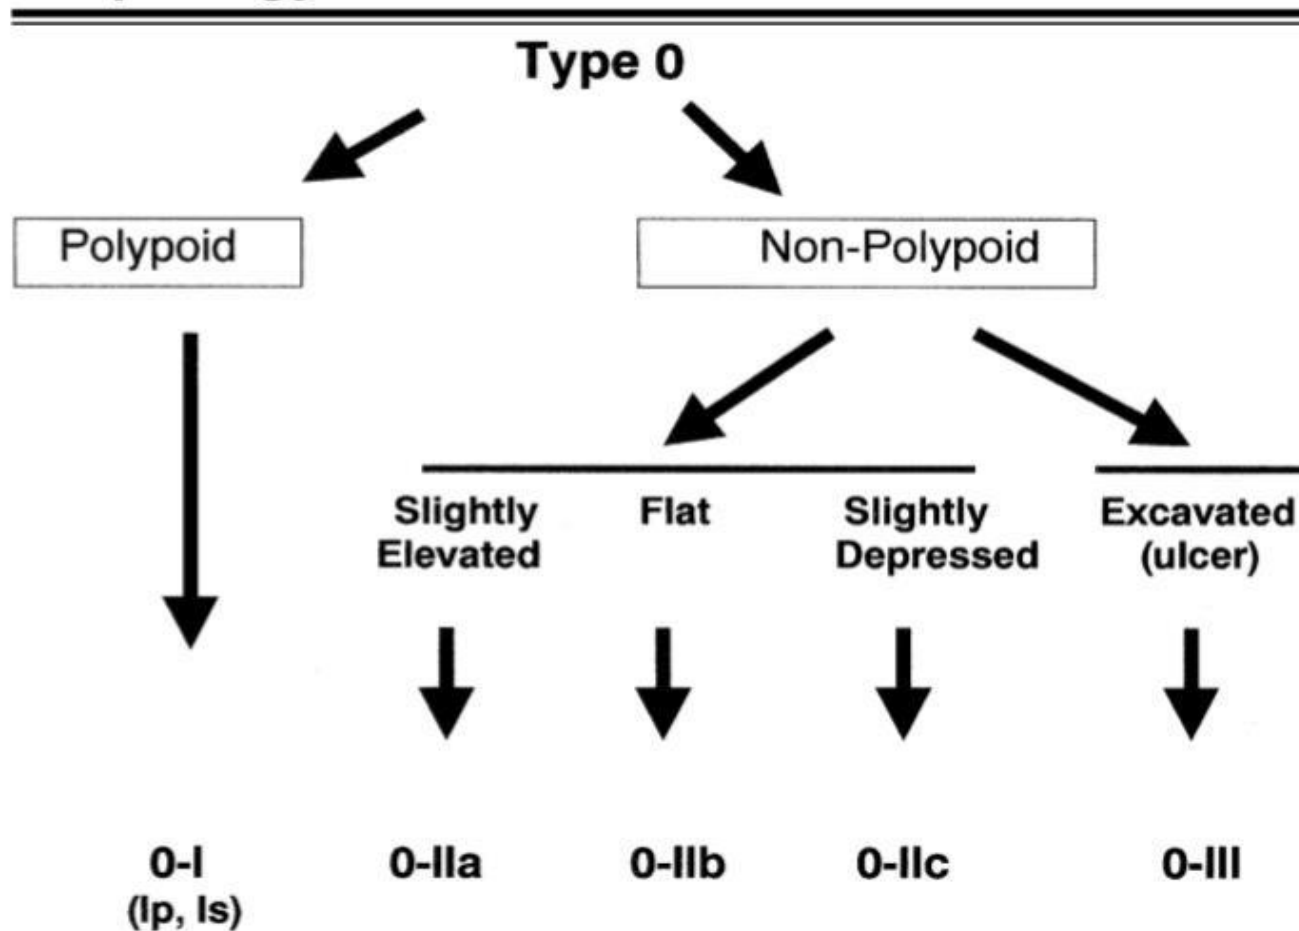 Type 0
Polypoid
Non-Polypoid
Slightly Elevated
Flat
Slightly Depressed
Excavated (ulcer)
0-I
(Ip, Is)
0-IIa
0-IIb
0-IIc
0-III